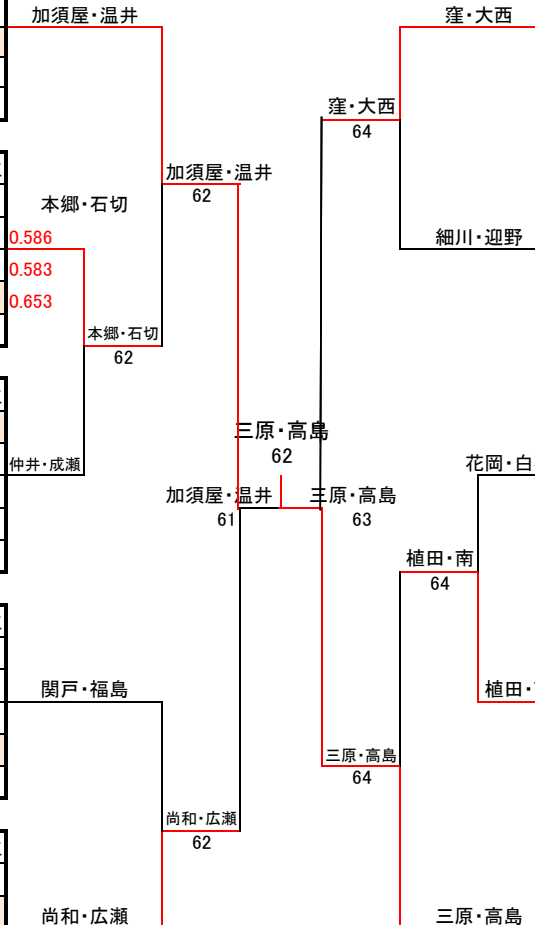 加須屋・温井
窪・大西
窪・大西
64
加須屋・温井
62
本郷・石切
0.586
細川・迎野
0.583
0.653
本郷・石切
62
三原・高島
62
仲井・成瀬
花岡・白
加須屋・温井
三原・高島
61
63
植田・南
64
関戸・福島
植田・
三原・高島
64
尚和・広瀬
62
尚和・広瀬
三原・高島